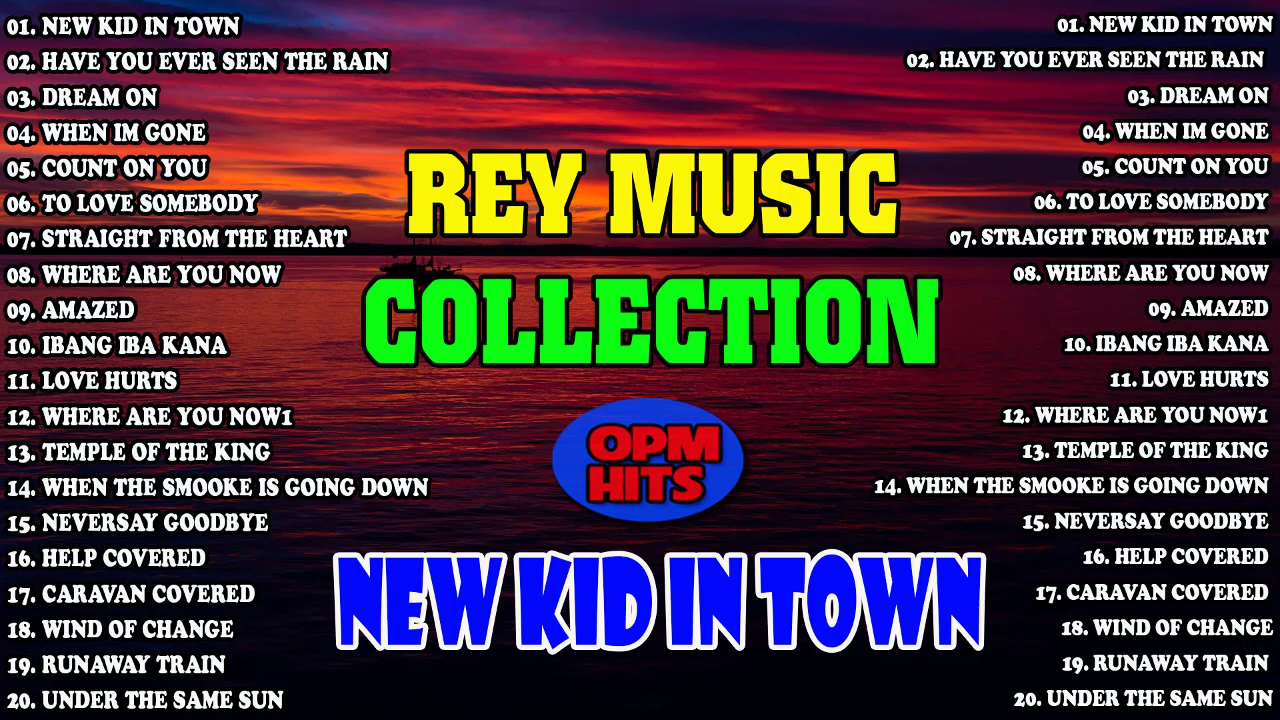 01. NEW KID IN TOWN
02. HAVE YOU EVER SEEN THE RAIN
03. DREAM ON
04. WHEN IM GONE
05. COUNT ON YOU
06. TO LOVE SOMEBODY
07. STRAIGHT FROM THE HEART
08. WHERE ARE YOU NOW
09. AMAZED
10. IBANG IBA KANA
11. LOVE HURTS
12. WHERE ARE YOU NOW1
13. TEMPLE OF THE KING
14. WHEN THE SMOOKE IS GOING DOWN
15. NEVERSAY GOODBYE
16. HELP COVERED
17. CARAVAN COVERED
18. WIND OF CHANGE
19. RUNAWAY TRAIN
20. UNDER THE SAME SUN
REY MUSIC
COLLECTION
OPM
HITS
NEW KID IN TOWN
01. NEW KID IN TOWN
02. HAVE YOU EVER SEEN THE RAIN
03. DREAM ON
04. WHEN IM GONE
05. COUNT ON YOU
06. TO LOVE SOMEBODY
07. STRAIGHT FROM THE HEART
08. WHERE ARE YOU NOW
09. AMAZED
10. IBANG IBA KANA
11. LOVE HURTS
12. WHERE ARE YOU NOW1
13. TEMPLE OF THE KING
14. WHEN THE SMOOKE IS GOING DOWN
15. NEVERSAY GOODBYE
16. HELP COVERED
17. CARAVAN COVERED
18. WIND OF CHANGE
19. RUNAWAY TRAIN
20. UNDER THE SAME SUN